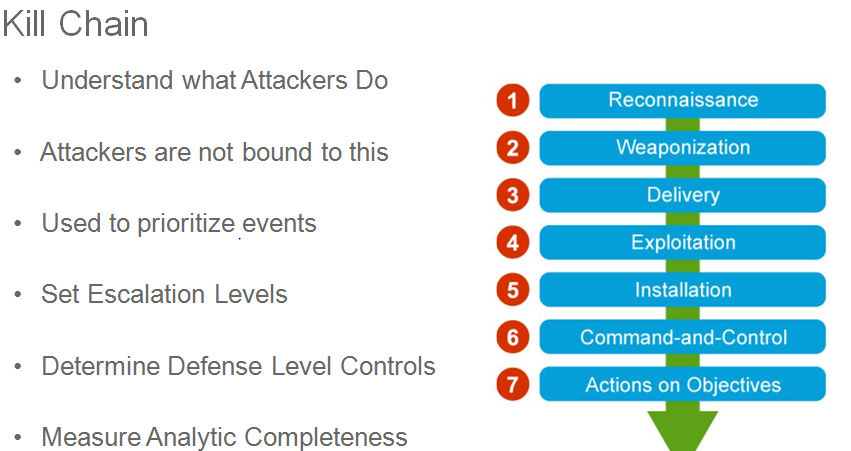 Kill Chain
• Understand what Attackers Do
• Attackers are not bound to this
• Used to prioritize events
• Set Escalation Levels
• Determine Defense Level Controls
• Measure Analytic Completeness
1 Reconnaissance
2 Weaponization
3 Delivery
4 Exploitation
5 Installation
6 Command-and-Control
7 Actions on Objectives